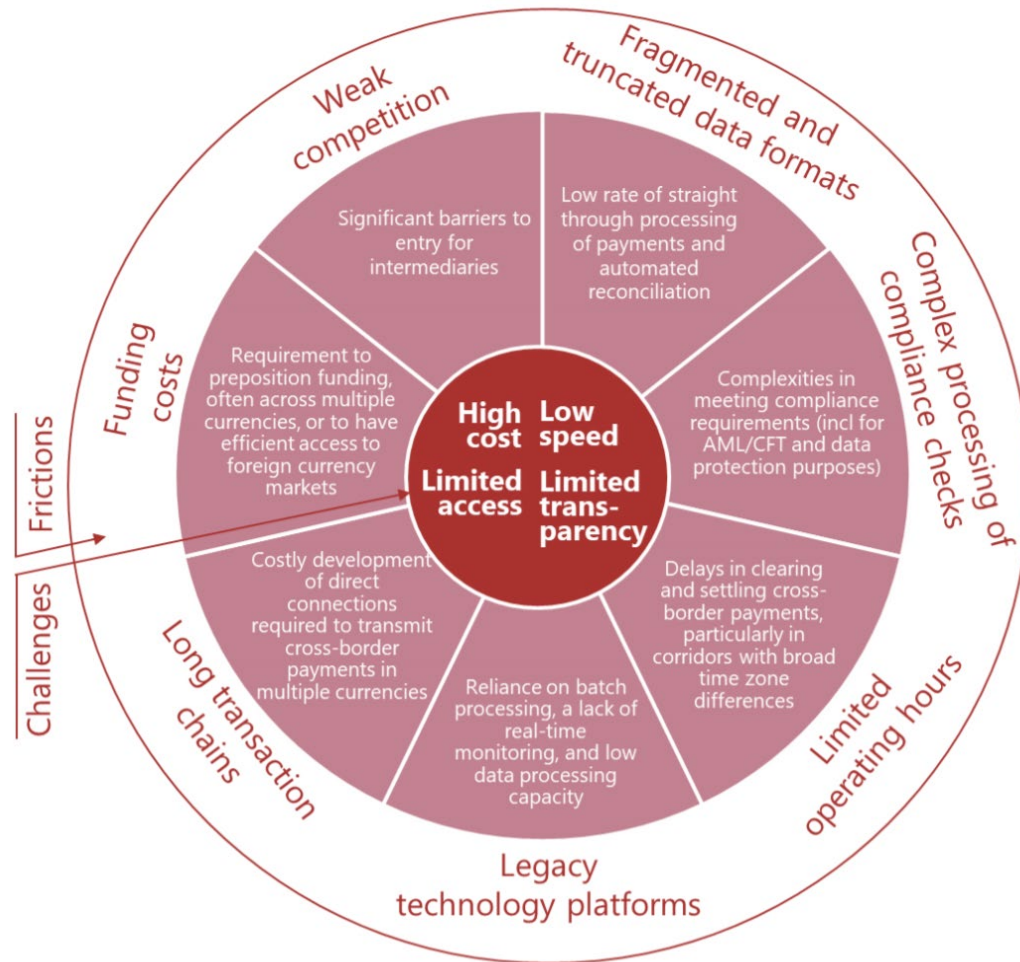 Weak
competition
Significant barriers to
entry for
intermediaries
Fragmented and
truncated data formats
Low rate of straight
through processing
of payments and
automated
reconciliation
Complex processing of
compliance checks
Complexities in
meeting compliance
requirements (incl for
AML/CFT and data
protection purposes)
Limited
operating hours
Delays in clearing
and settling cross-
border payments,
particularly in
corridors with broad
time zone
differences
Legacy
technology platforms
Reliance on batch
processing, a lack of
real-time
monitoring, and low
data processing
capacity
Long transaction
chains
Costly development
of direct
connections
required to transmit
cross-border
payments in
multiple currencies
Funding
costs
Requirement to
preposition funding,
often across multiple
currencies, or to have
efficient access to
foreign currency
markets
High
cost
Low
speed
Limited
access
Limited
trans-
parency
Frictions
Challenges